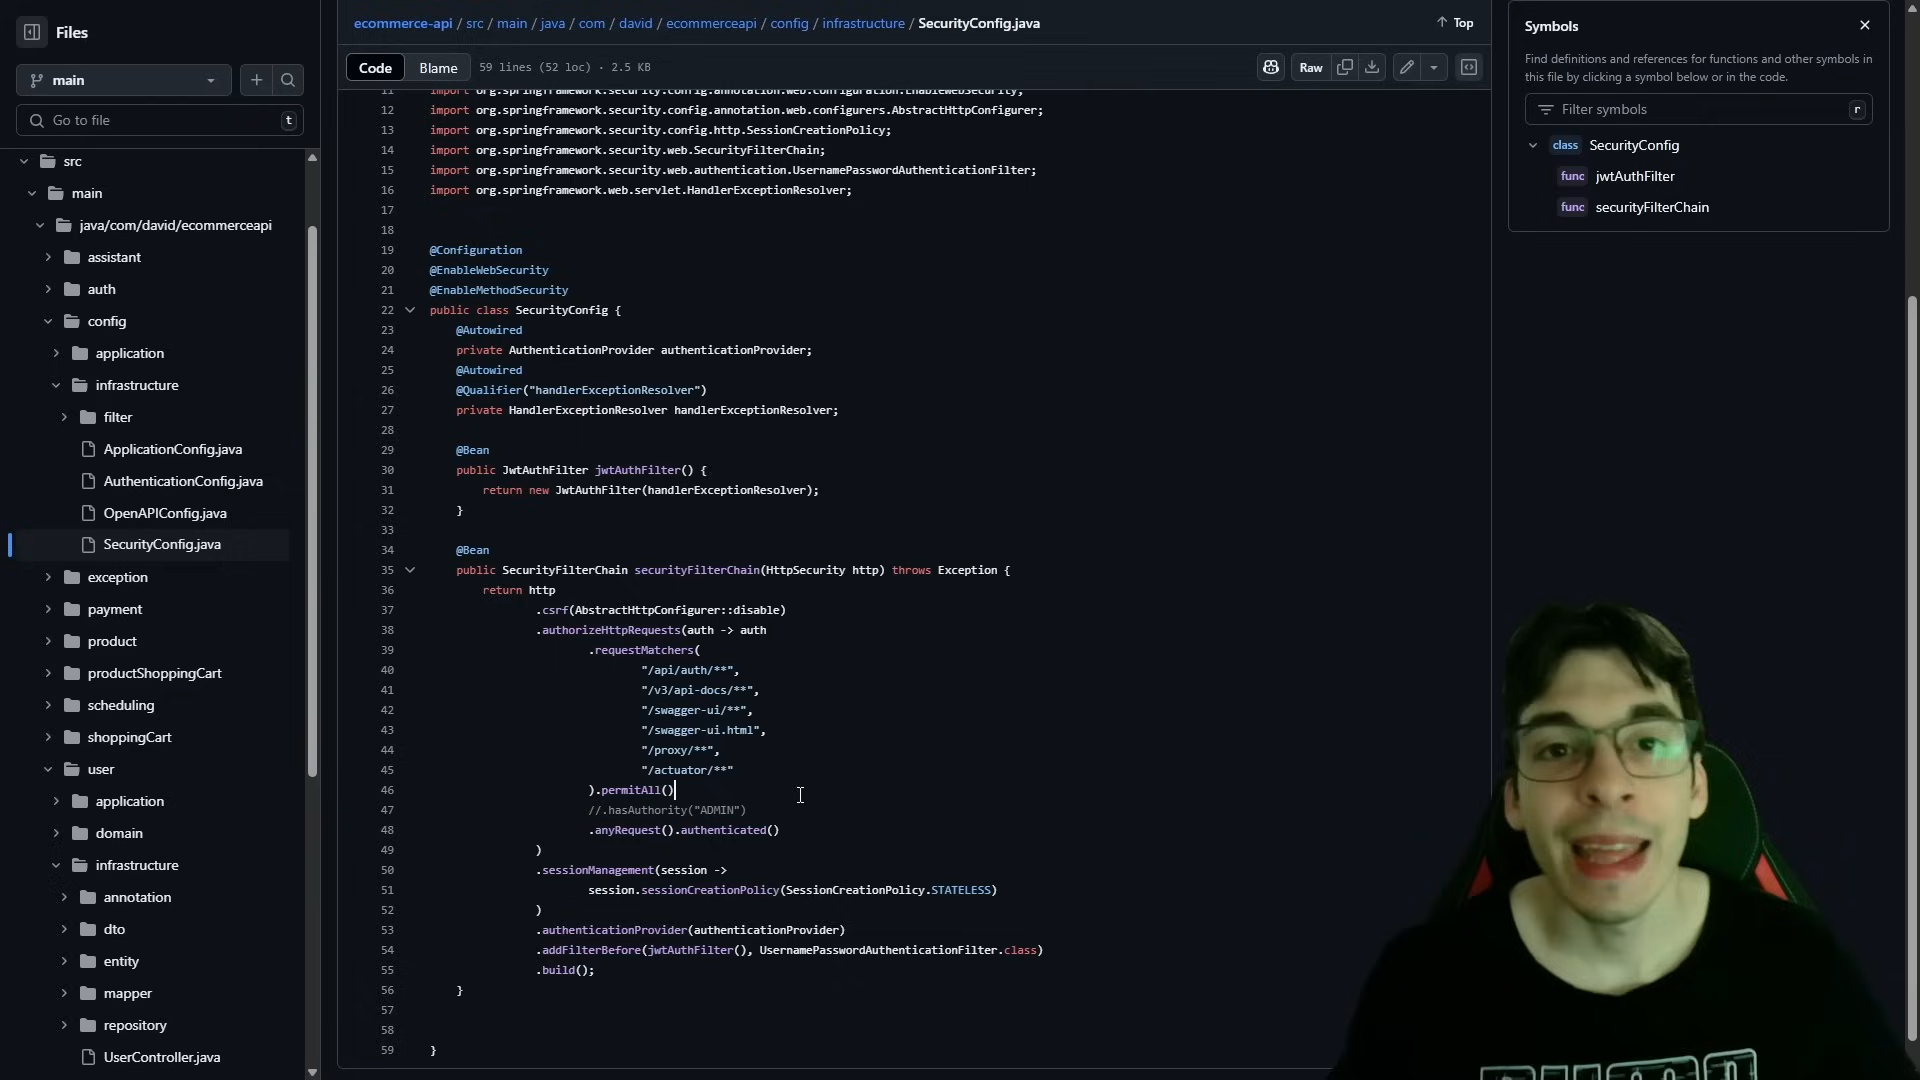 Files
main
Go to file
t
src
main
java/com/david/ecommerceapi
assistant
auth
config
application
infrastructure
filter
ApplicationConfig.java
AuthenticationConfig.java
OpenAPIConfig.java
SecurityConfig.java
exception
payment
product
productShoppingCart
scheduling
shoppingCart
user
application
domain
infrastructure
annotation
dto
entity
mapper
repository
UserController.java
ecommerce-api / src / main / java / com / david / ecommerceapi / config / infrastructure / SecurityConfig.java
Top
Code
Blame
59 lines (52 loc) · 2.5 KB
Raw
11 import org.springframework.security.config.annotation.web.configuration.EnableWebSecurity;
12 import org.springframework.security.config.annotation.web.configurers.AbstractHttpConfigurer;
13 import org.springframework.security.config.http.SessionCreationPolicy;
14 import org.springframework.security.web.SecurityFilterChain;
15 import org.springframework.security.web.authentication.UsernamePasswordAuthenticationFilter;
16 import org.springframework.web.servlet.HandlerExceptionResolver;
17
18
19 @Configuration
20 @EnableWebSecurity
21 @EnableMethodSecurity
22 public class SecurityConfig {
23 @Autowired
24 private AuthenticationProvider authenticationProvider;
25 @Autowired
26 @Qualifier("handlerExceptionResolver")
27 private HandlerExceptionResolver handlerExceptionResolver;
28
29 @Bean
30 public JwtAuthFilter jwtAuthFilter() {
31 return new JwtAuthFilter(handlerExceptionResolver);
32 }
33
34 @Bean
35 public SecurityFilterChain securityFilterChain(HttpSecurity http) throws Exception {
36 return http
37 .csrf(AbstractHttpConfigurer::disable)
38 .authorizeHttpRequests(auth -> auth
39 .requestMatchers(
40 "/api/auth/**",
41 "/v3/api-docs/**",
42 "/swagger-ui/**",
43 "/swagger-ui.html",
44 "/proxy/**",
45 "/actuator/**"
46 ).permitAll()
47 //.hasAuthority("ADMIN")
48 .anyRequest().authenticated()
49 )
50 .sessionManagement(session ->
51 session.sessionCreationPolicy(SessionCreationPolicy.STATELESS)
52 )
53 .authenticationProvider(authenticationProvider)
54 .addFilterBefore(jwtAuthFilter(), UsernamePasswordAuthenticationFilter.class)
55 .build();
56 }
57
58
59 }
Symbols
Find definitions and references for functions and other symbols in
this file by clicking a symbol below or in the code.
Filter symbols
r
class SecurityConfig
func jwtAuthFilter
func securityFilterChain